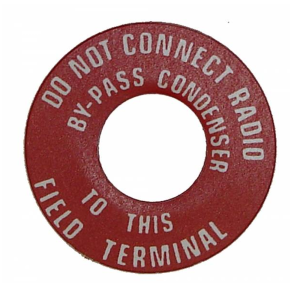 DO NOT CONNECT RADIO
BY-PASS CONDENSER
TO THIS
FIELD TERMINAL